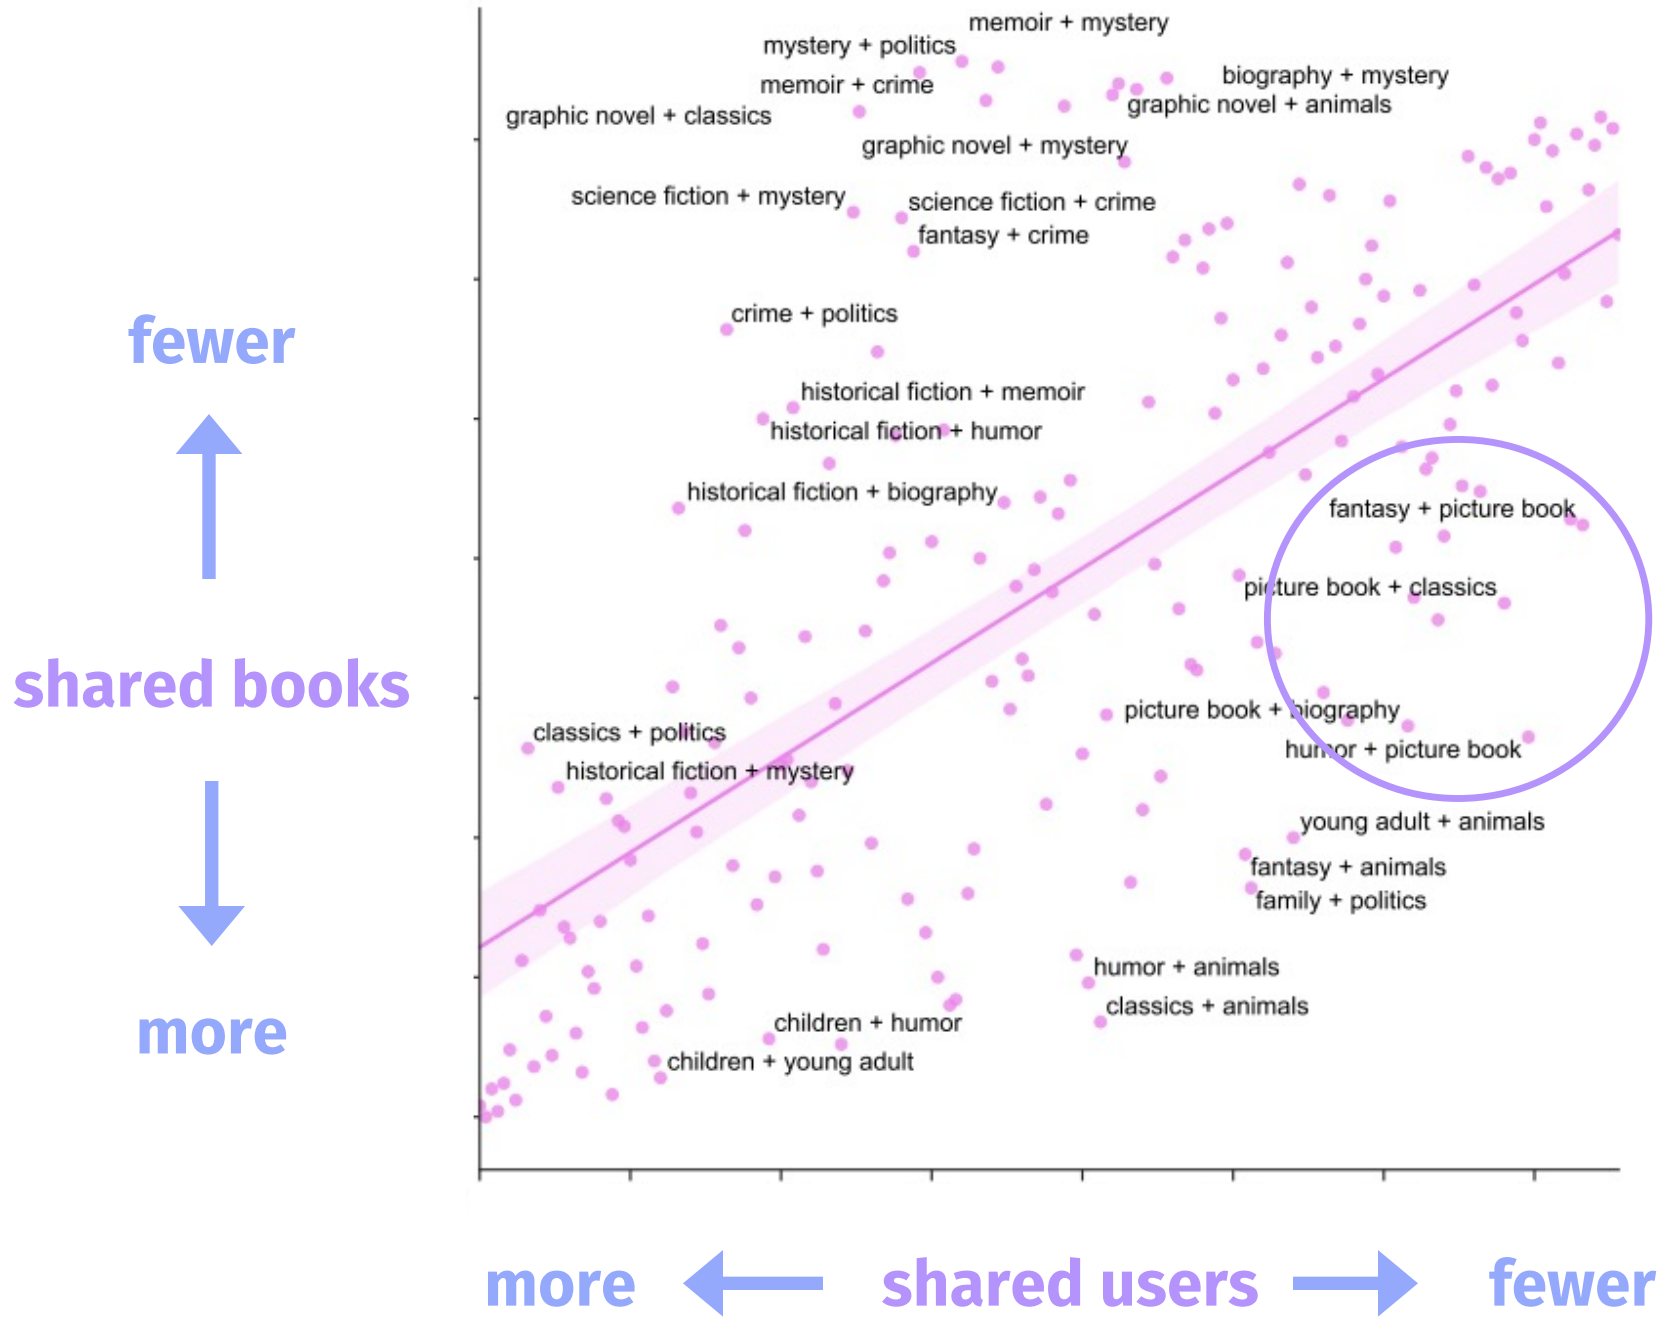 memoir + mystery
mystery + politics
biography + mystery
memoir + crime
graphic novel + animals
graphic novel + classics
graphic novel + mystery
science fiction + mystery
science fiction + crime
fantasy + crime
crime + politics
fewer
historical fiction + memoir
historical fiction + humor
historical fiction + biography
fantasy + picture book
picture book + classics
shared books
picture book + biography
classics + politics
humor + picture book
historical fiction + mystery
young adult + animals
fantasy + animals
family + politics
humor + animals
classics + animals
children + humor
more
children + young adult
more
shared users
fewer